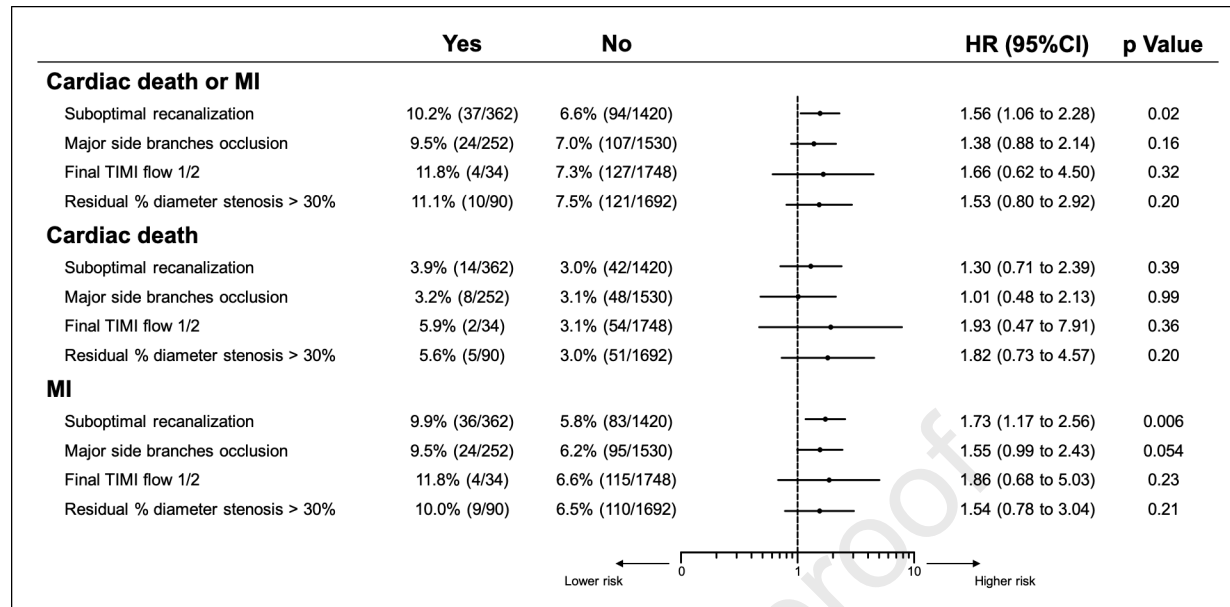 Yes No HR (95%CI) p Value
Cardiac death or MI
Suboptimal recanalization 10.2% (37/362) 6.6% (94/1420) 1.56 (1.06 to 2.28) 0.02
Major side branches occlusion 9.5% (24/252) 7.0% (107/1530) 1.38 (0.88 to 2.14) 0.16
Final TIMI flow 1/2 11.8% (4/34) 7.3% (127/1748) 1.66 (0.62 to 4.50) 0.32
Residual % diameter stenosis > 30% 11.1% (10/90) 7.5% (121/1692) 1.53 (0.80 to 2.92) 0.20
Cardiac death
Suboptimal recanalization 3.9% (14/362) 3.0% (42/1420) 1.30 (0.71 to 2.39) 0.39
Major side branches occlusion 3.2% (8/252) 3.1% (48/1530) 1.01 (0.48 to 2.13) 0.99
Final TIMI flow 1/2 5.9% (2/34) 3.1% (54/1748) 1.93 (0.47 to 7.91) 0.36
Residual % diameter stenosis > 30% 5.6% (5/90) 3.0% (51/1692) 1.82 (0.73 to 4.57) 0.20
MI
Suboptimal recanalization 9.9% (36/362) 5.8% (83/1420) 1.73 (1.17 to 2.56) 0.006
Major side branches occlusion 9.5% (24/252) 6.2% (95/1530) 1.55 (0.99 to 2.43) 0.054
Final TIMI flow 1/2 11.8% (4/34) 6.6% (115/1748) 1.86 (0.68 to 5.03) 0.23
Residual % diameter stenosis > 30% 10.0% (9/90) 6.5% (110/1692) 1.54 (0.78 to 3.04) 0.21
0 1 10
Lower risk Higher risk
proof